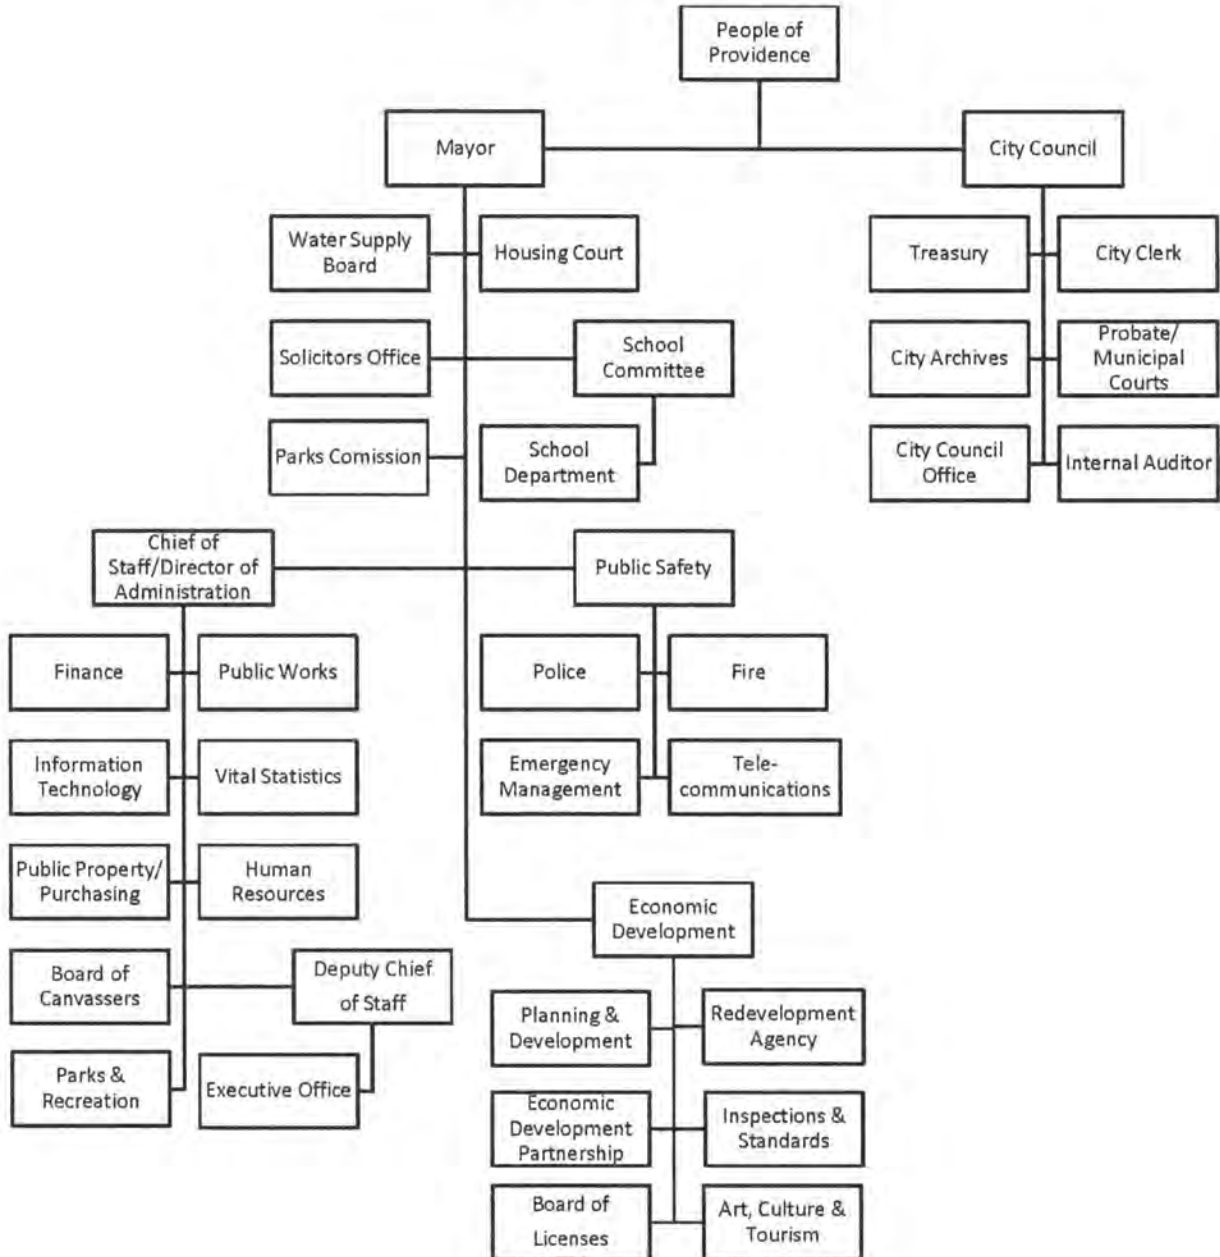 People of
Providence
Mayor
City Council
Water Supply
Board
Housing Court
Treasury
City Clerk
Solicitors Office
School
Committee
City Archives
Probate/
Municipal
Courts
Parks Comission
School
Department
City Council
Office
Internal Auditor
Chief of
Staff/Director of
Administration
Public Safety
Finance
Public Works
Police
Fire
Information
Technology
Vital Statistics
Emergency
Management
Tele-
communications
Public Property/
Purchasing
Human
Resources
Economic
Development
Board of
Canvassers
Deputy Chief
of Staff
Planning &
Development
Redevelopment
Agency
Parks &
Recreation
Executive Office
Economic
Development
Partnership
Inspections &
Standards
Board of
Licenses
Art, Culture &
Tourism